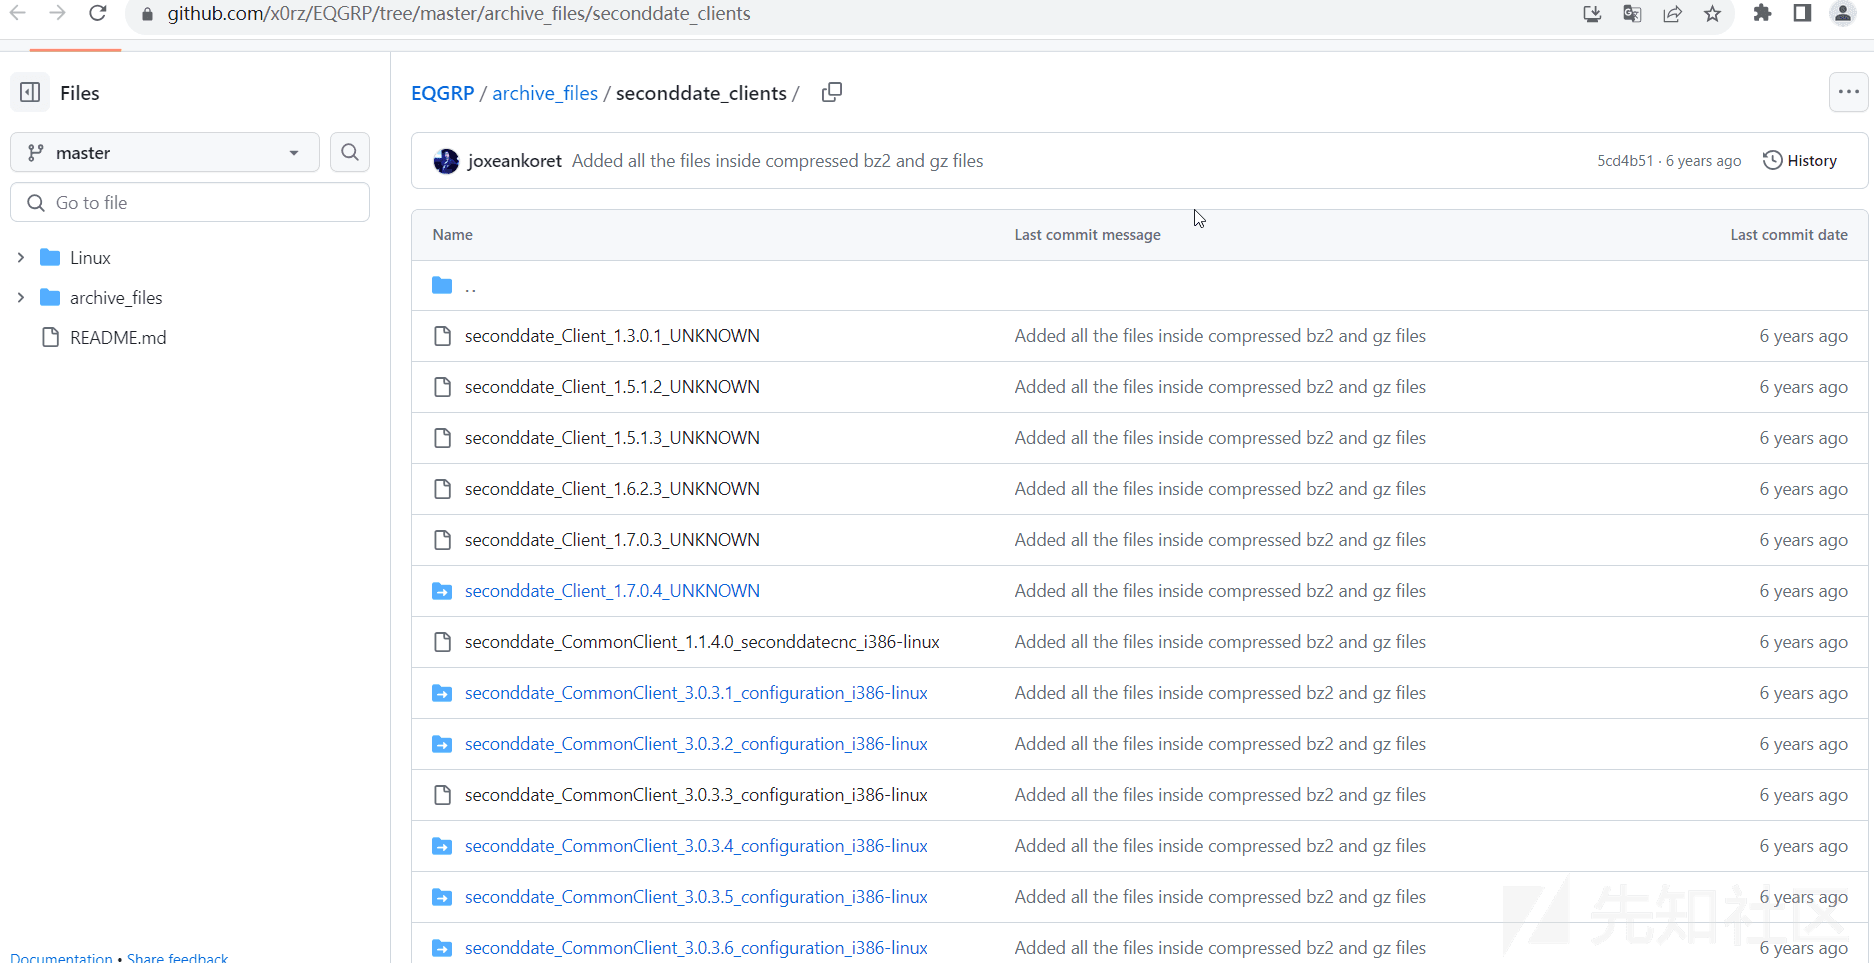 github.com/x0rz/EQGRP/tree/master/archive_files/seconddate_clients
Files
master
Go to file
Linux
archive_files
README.md
Documentation • Share feedback
EQGRP / archive_files / seconddate_clients /
joxeankoret Added all the files inside compressed bz2 and gz files 5cd4b51 · 6 years ago History
Name Last commit message Last commit date
..
seconddate_Client_1.3.0.1_UNKNOWN Added all the files inside compressed bz2 and gz files 6 years ago
seconddate_Client_1.5.1.2_UNKNOWN Added all the files inside compressed bz2 and gz files 6 years ago
seconddate_Client_1.5.1.3_UNKNOWN Added all the files inside compressed bz2 and gz files 6 years ago
seconddate_Client_1.6.2.3_UNKNOWN Added all the files inside compressed bz2 and gz files 6 years ago
seconddate_Client_1.7.0.3_UNKNOWN Added all the files inside compressed bz2 and gz files 6 years ago
seconddate_Client_1.7.0.4_UNKNOWN Added all the files inside compressed bz2 and gz files 6 years ago
seconddate_CommonClient_1.1.4.0_seconddatecnc_i386-linux Added all the files inside compressed bz2 and gz files 6 years ago
seconddate_CommonClient_3.0.3.1_configuration_i386-linux Added all the files inside compressed bz2 and gz files 6 years ago
seconddate_CommonClient_3.0.3.2_configuration_i386-linux Added all the files inside compressed bz2 and gz files 6 years ago
seconddate_CommonClient_3.0.3.3_configuration_i386-linux Added all the files inside compressed bz2 and gz files 6 years ago
seconddate_CommonClient_3.0.3.4_configuration_i386-linux Added all the files inside compressed bz2 and gz files 6 years ago
seconddate_CommonClient_3.0.3.5_configuration_i386-linux Added all the files inside compressed bz2 and gz files 6 years ago
seconddate_CommonClient_3.0.3.6_configuration_i386-linux Added all the files inside compressed bz2 and gz files 6 years ago
先知社区